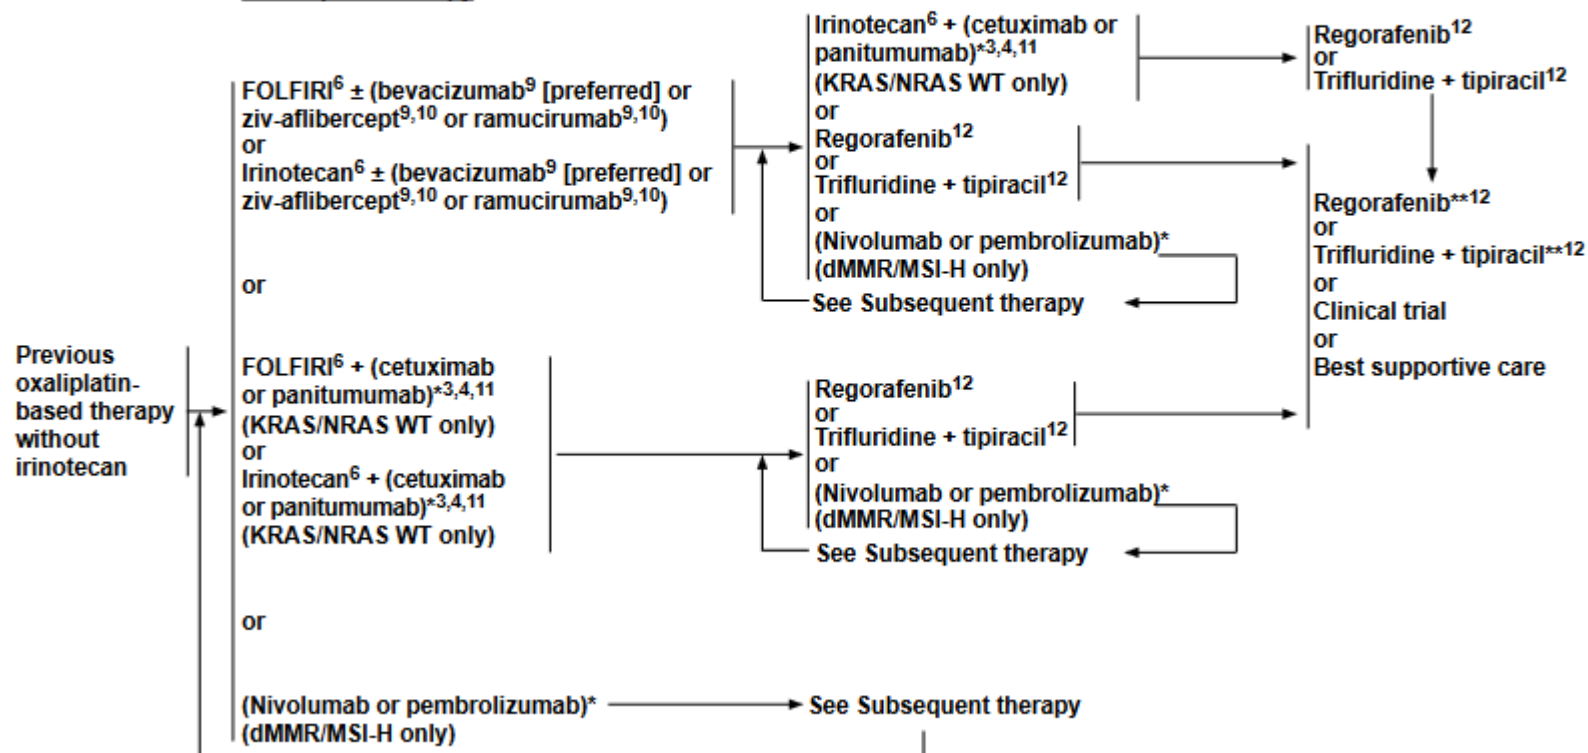 Previous
oxaliplatin-
based therapy
without
irinotecan
FOLFIRI6 ± (bevacizumab9 [preferred] or
ziv-aflibercept9,10 or ramucirumab9,10)
or
Irinotecan6 ± (bevacizumab9 [preferred] or
ziv-aflibercept9,10 or ramucirumab9,10)
or
FOLFIRI6 + (cetuximab
or panitumumab)*3,4,11
(KRAS/NRAS WT only)
or
Irinotecan6 + (cetuximab
or panitumumab)*3,4,11
(KRAS/NRAS WT only)
or
(Nivolumab or pembrolizumab)*
(dMMR/MSI-H only)
Irinotecan6 + (cetuximab or
panitumumab)*3,4,11
(KRAS/NRAS WT only)
or
Regorafenib12
or
Trifluridine + tipiracil12
or
(Nivolumab or pembrolizumab)*
(dMMR/MSI-H only)
See Subsequent therapy
Regorafenib12
or
Trifluridine + tipiracil12
or
(Nivolumab or pembrolizumab)*
(dMMR/MSI-H only)
See Subsequent therapy
See Subsequent therapy
Regorafenib12
or
Trifluridine + tipiracil12
Regorafenib**12
or
Trifluridine + tipiracil**12
or
Clinical trial
or
Best supportive care